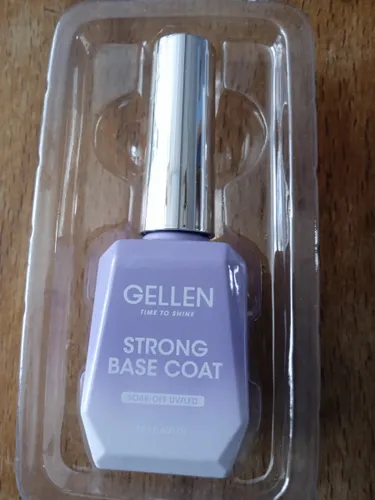 GELLEN
TIME TO SHINE
STRONG
BASE COAT
SOAK OFF UV/LED